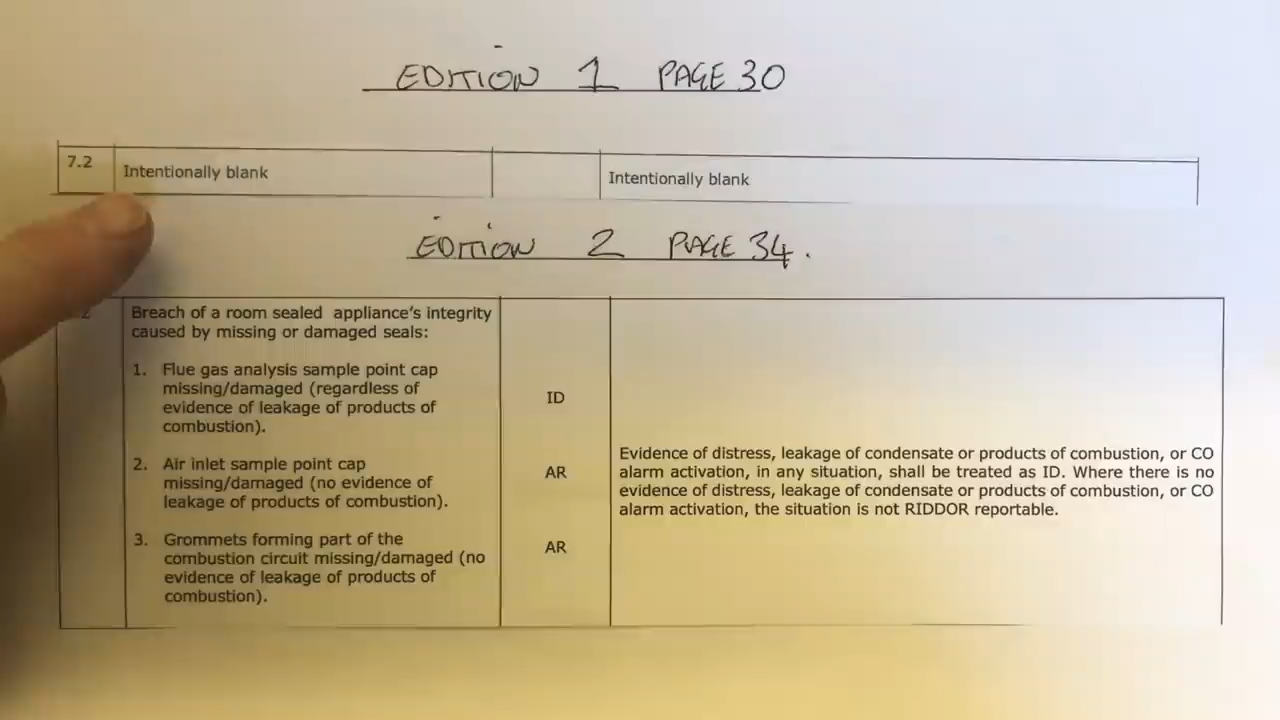 EDITION 1 PAGE 30
7.2
Intentionally blank
Intentionally blank
EDITION 2 PAGE 34.
2
Breach of a room sealed appliance's integrity
caused by missing or damaged seals:
1. Flue gas analysis sample point cap
missing/damaged (regardless of
evidence of leakage of products of
combustion).
ID
2. Air inlet sample point cap
missing/damaged (no evidence of
leakage of products of combustion).
AR
3. Grommets forming part of the
combustion circuit missing/damaged (no
evidence of leakage of products of
combustion).
AR
Evidence of distress, leakage of condensate or products of combustion, or CO
alarm activation, in any situation, shall be treated as ID. Where there is no
evidence of distress, leakage of condensate or products of combustion, or CO
alarm activation, the situation is not RIDDOR reportable.